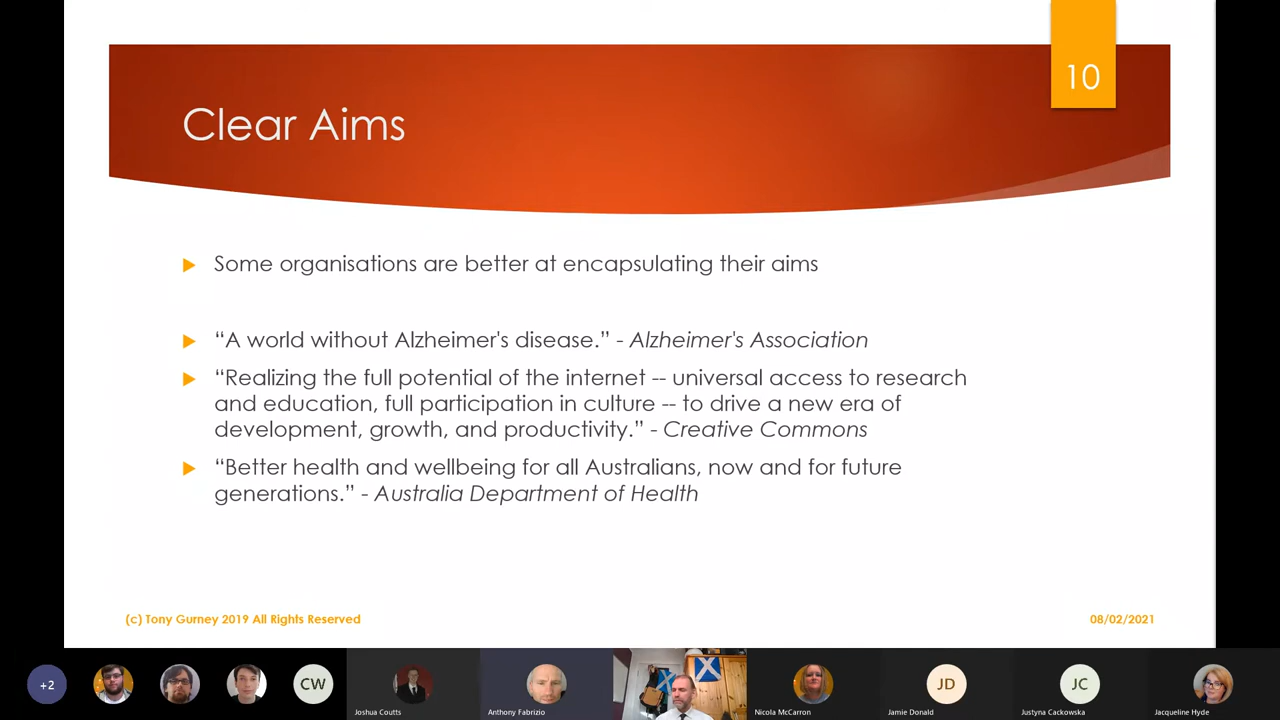 10
Clear Aims
Some organisations are better at encapsulating their aims
“A world without Alzheimer's disease.” - Alzheimer's Association
“Realizing the full potential of the internet -- universal access to research
and education, full participation in culture -- to drive a new era of
development, growth, and productivity.” - Creative Commons
“Better health and wellbeing for all Australians, now and for future
generations.” - Australia Department of Health
(c) Tony Gurney 2019 All Rights Reserved
08/02/2021
+2
CW
JD
JC
Joshua Coutts
Anthony Fabrizio
Nicola McCarron
Jamie Donald
Justyna Cackowska
Jacqueline Hyde